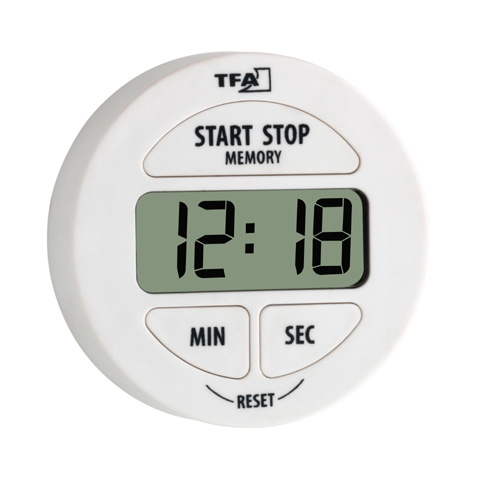 TFA
START STOP
MEMORY
12:18
MIN SEC
RESET